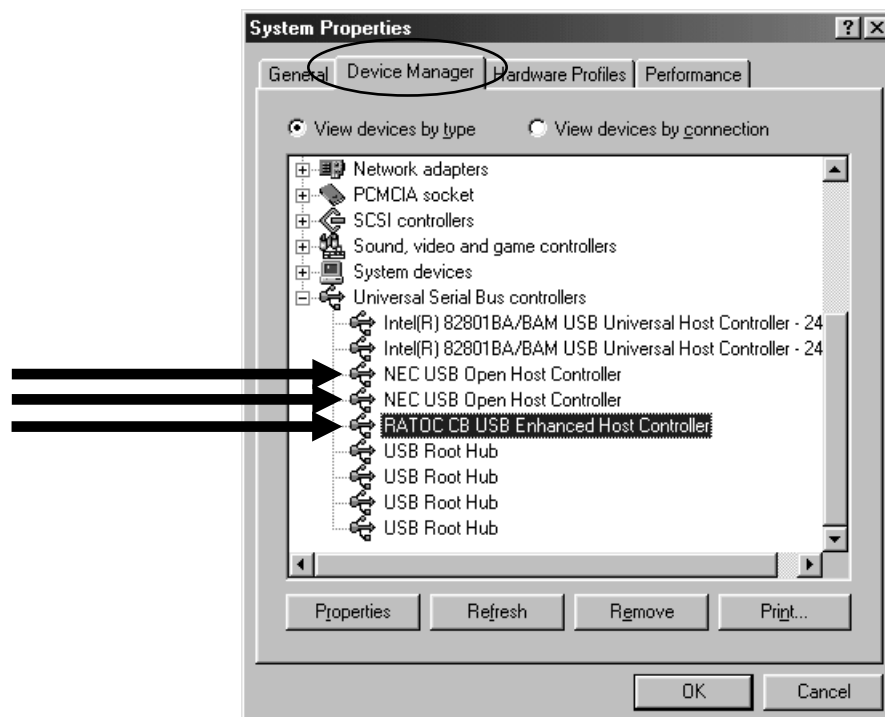 System Properties
General Device Manager Hardware Profiles Performance
View devices by type View devices by connection
Network adapters
PCMCIA socket
SCSI controllers
Sound, video and game controllers
System devices
Universal Serial Bus controllers
Intel(R) 82801BA/BAM USB Universal Host Controller - 24
Intel(R) 82801BA/BAM USB Universal Host Controller - 24
NEC USB Open Host Controller
NEC USB Open Host Controller
RATOC CB USB Enhanced Host Controller
USB Root Hub
USB Root Hub
USB Root Hub
USB Root Hub
Properties Refresh Remove Print...
OK Cancel